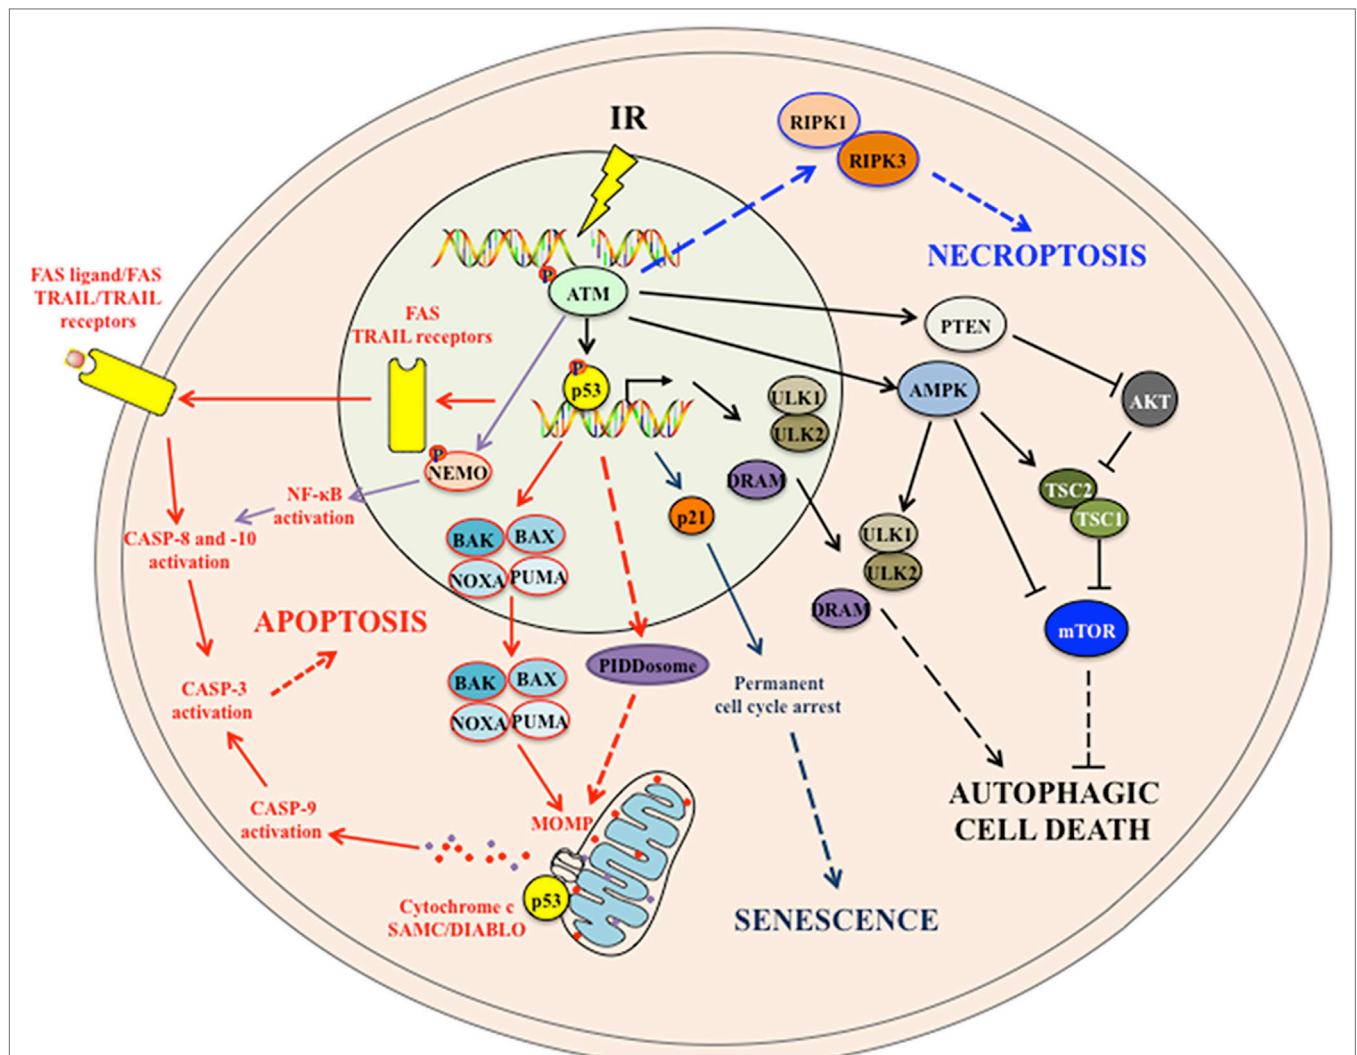 IR
RIPK1
RIPK3
NECROPTOSIS
FAS ligand/FAS
TRAIL/TRAIL
receptors
P
ATM
FAS
TRAIL receptors
PTEN
P
p53
AMPK
AKT
ULK1
ULK2
P
NEMO
DRAM
NF-κB
activation
p21
TSC2
TSC1
CASP-8 and -10
activation
BAK
BAX
NOXA
PUMA
ULK1
ULK2
DRAM
APOPTOSIS
mTOR
PIDDosome
CASP-3
activation
BAK
BAX
NOXA
PUMA
Permanent
cell cycle arrest
AUTOPHAGIC
CELL DEATH
CASP-9
activation
MOMP
Cytochrome c
SAMC/DIABLO
p53
SENESCENCE